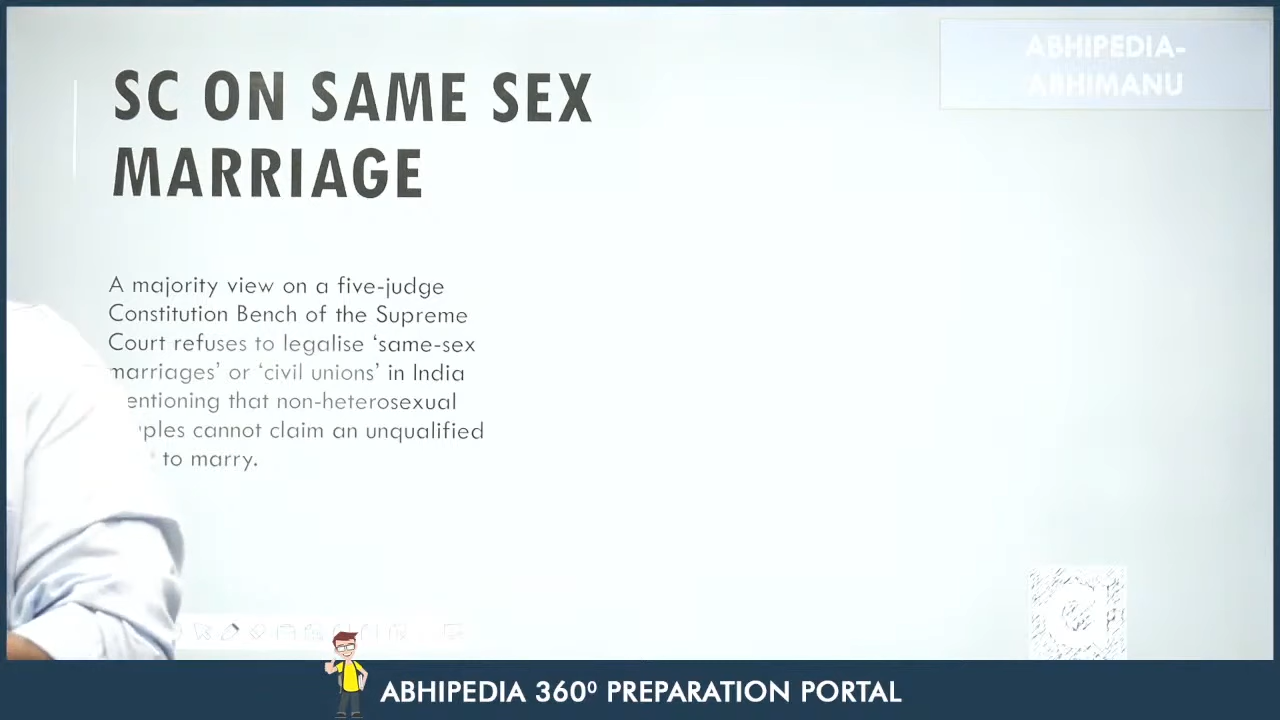 SC ON SAME SEX
MARRIAGE
ABHIPEDIA-
ABHIMANU
A majority view on a five-judge
Constitution Bench of the Supreme
Court refuses to legalise ‘same-sex
marriages’ or ‘civil unions’ in India
entioning that non-heterosexual
uples cannot claim an unqualified
to marry.
ABHIPEDIA 360⁰ PREPARATION PORTAL